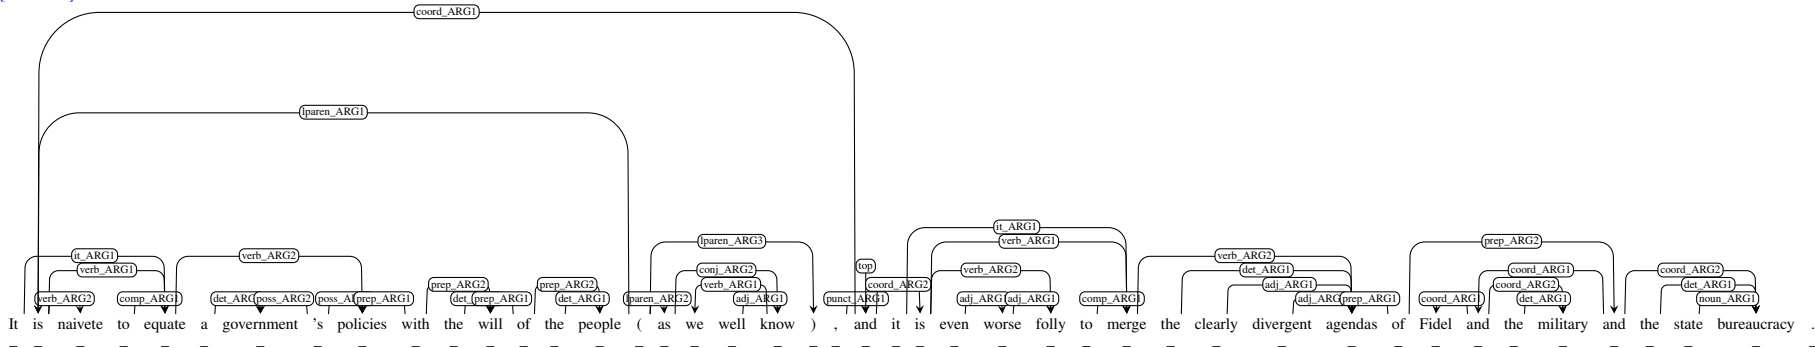 coord_ARG1
lparen_ARG1
it_ARG1
lparen_ARG3 verb_ARG1 prep_ARG2
it_ARG1 verb_ARG2 top verb_ARG2
verb_ARG1 conj_ARG2 verb_ARG2 det_ARG1 coord_ARG1 coord_ARG2
prep_ARG2 prep_ARG2 verb_ARG1 coord_ARG2 adj_ARG1 coord_ARG2 det_ARG1
verb_ARG2 comp_ARG1 poss_ARG2 prep_ARG1 prep_ARG1 det_ARG1 lparen_ARG2 adj_ARG1 punct_ARG1 adj_ARG1 comp_ARG1 prep_ARG1 coord_ARG1 det_ARG1 noun_ARG1
It is naivete to equate a government 's policies with the will of the people ( as we well know ) , and it is even worse folly to merge the clearly divergent agendas of Fidel and the military and the state bureaucracy .